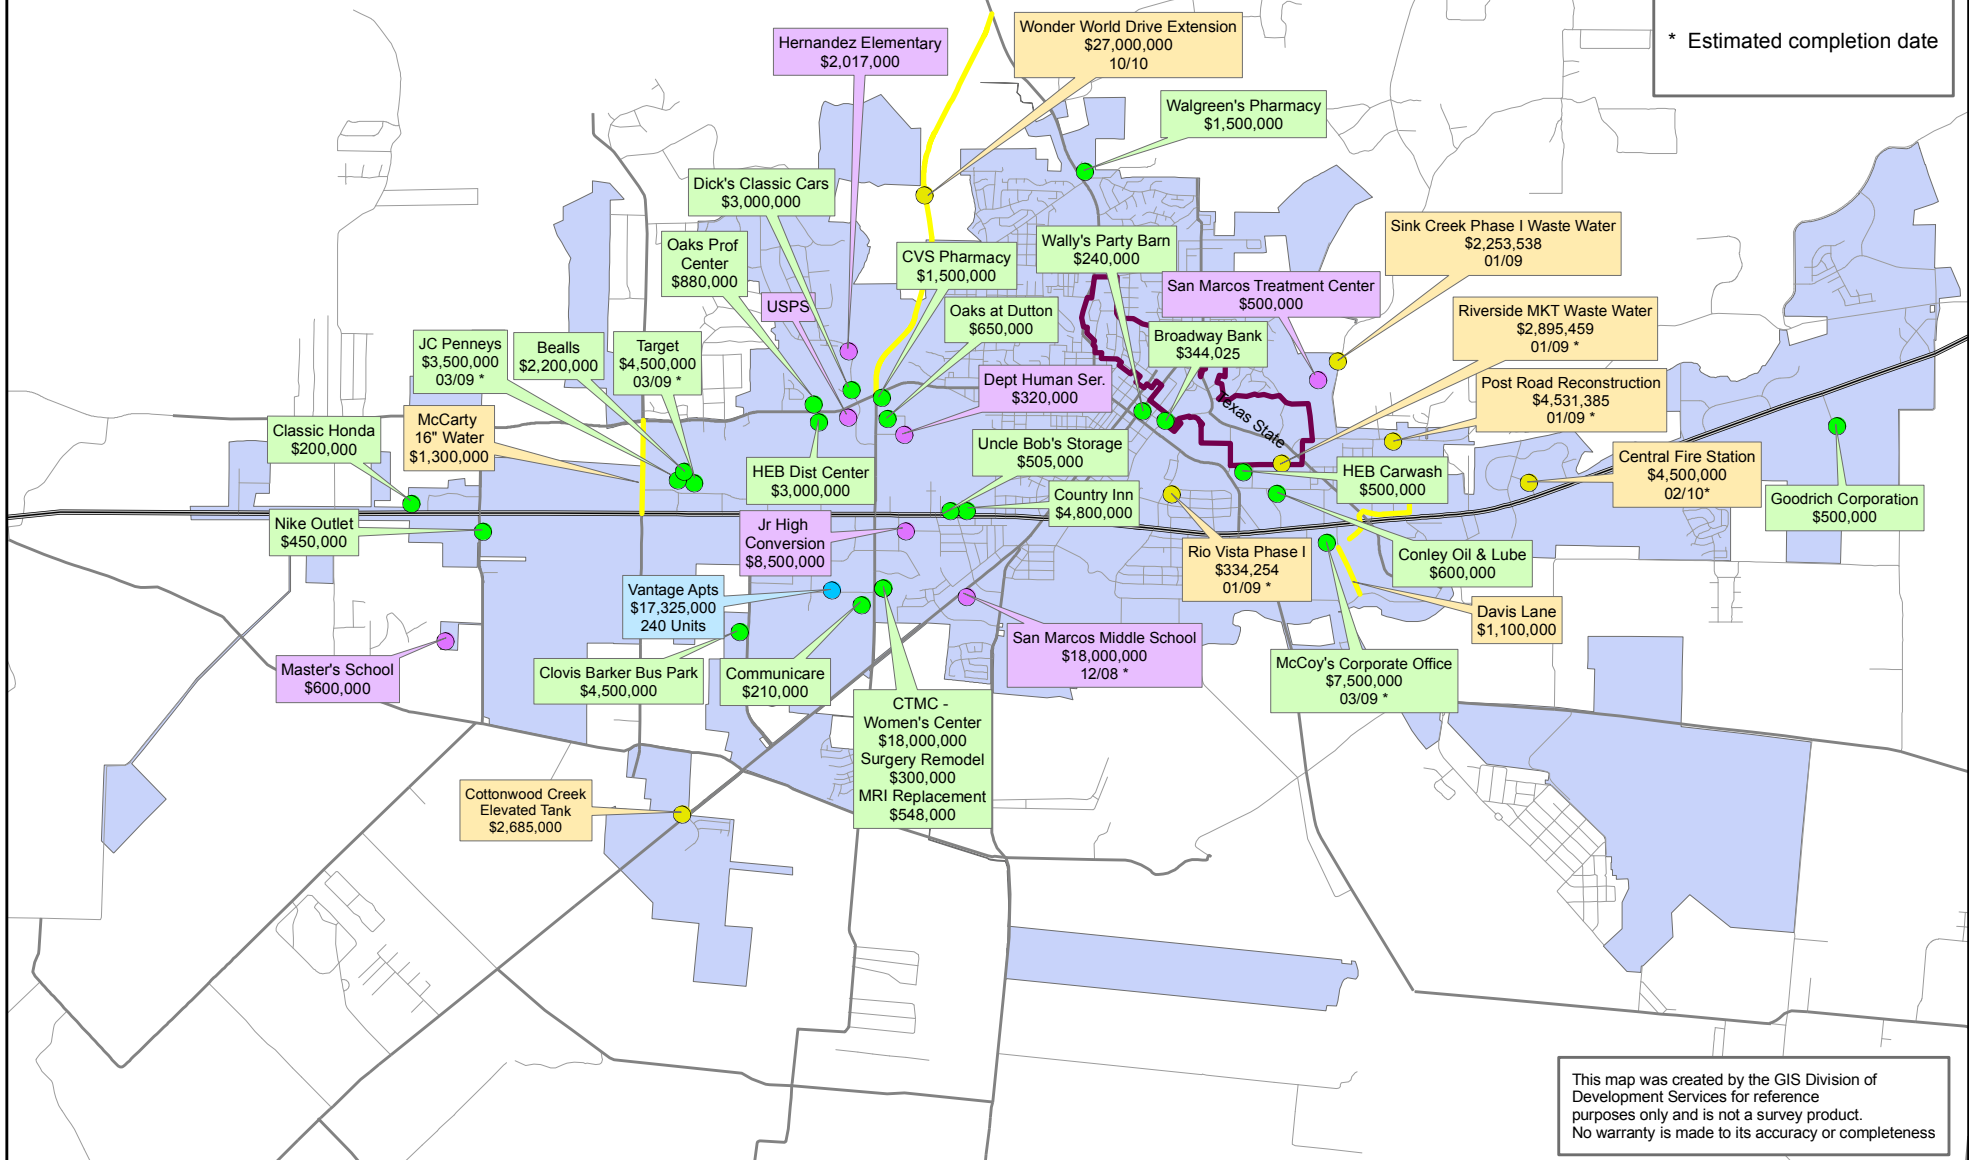 Wonder World Drive Extension
$27,000,000
10/10
* Estimated completion date
Hernandez Elementary
$2,017,000
Walgreen's Pharmacy
$1,500,000
Dick's Classic Cars
$3,000,000
Oaks Prof
Center
$880,000
CVS Pharmacy
$1,500,000
Wally's Party Barn
$240,000
Sink Creek Phase I Waste Water
$2,253,538
01/09
San Marcos Treatment Center
$500,000
USPS
Oaks at Dutton
$650,000
Riverside MKT Waste Water
$2,895,459
01/09 *
JC Penneys
$3,500,000
03/09 *
Bealls
$2,200,000
Target
$4,500,000
03/09 *
Broadway Bank
$344,025
Dept Human Ser.
$320,000
Post Road Reconstruction
$4,531,385
01/09 *
Texas State
McCarty
16" Water
$1,300,000
Classic Honda
$200,000
Uncle Bob's Storage
$505,000
HEB Dist Center
$3,000,000
HEB Carwash
$500,000
Central Fire Station
$4,500,000
02/10*
Goodrich Corporation
$500,000
Country Inn
$4,800,000
Nike Outlet
$450,000
Jr High
Conversion
$8,500,000
Rio Vista Phase I
$334,254
01/09 *
Conley Oil & Lube
$600,000
Vantage Apts
$17,325,000
240 Units
Davis Lane
$1,100,000
San Marcos Middle School
$18,000,000
12/08 *
McCoy's Corporate Office
$7,500,000
03/09 *
Master's School
$600,000
Clovis Barker Bus Park
$4,500,000
Communicare
$210,000
CTMC -
Women's Center
$18,000,000
Surgery Remodel
$300,000
MRI Replacement
$548,000
Cottonwood Creek
Elevated Tank
$2,685,000
This map was created by the GIS Division of
Development Services for reference
purposes only and is not a survey product.
No warranty is made to its accuracy or completeness